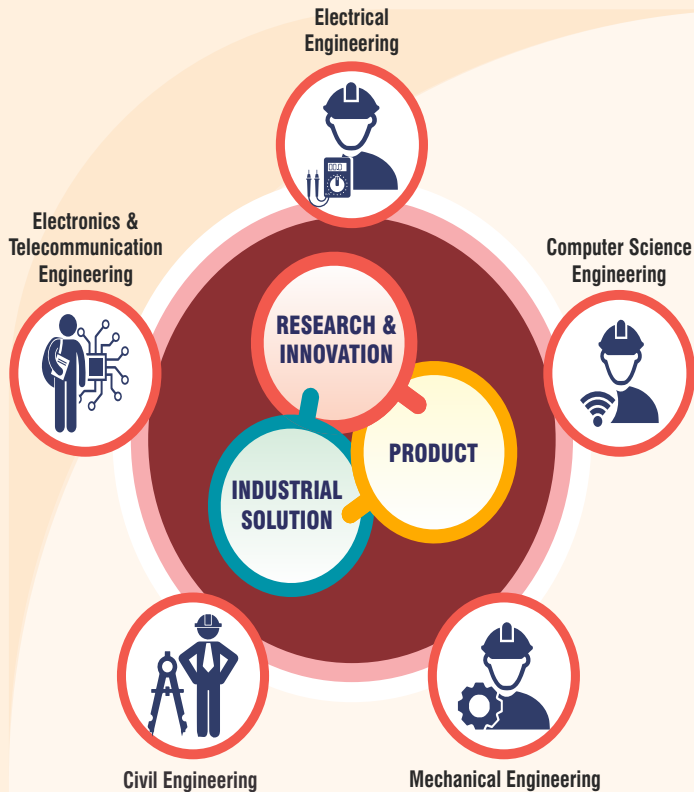 Electrical
Engineering
Electronics &
Telecommunication
Engineering
Computer Science
Engineering
RESEARCH &
INNOVATION
PRODUCT
INDUSTRIAL
SOLUTION
Civil Engineering
Mechanical Engineering